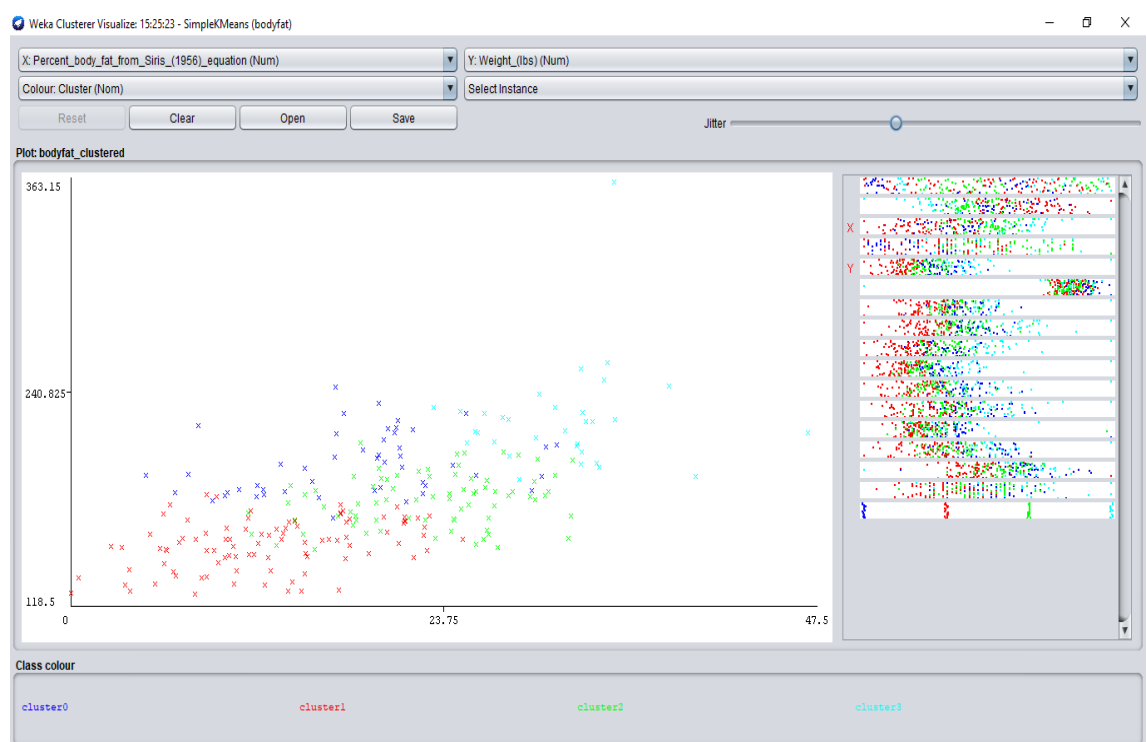 Weka Clusterer Visualize: 15:25:23 - SimpleKMeans (bodyfat)
X: Percent_body_fat_from_Siris_(1956)_equation (Num)
Y: Weight_(lbs) (Num)
Colour: Cluster (Nom)
Select Instance
Reset
Clear
Open
Save
Jitter
Plot: bodyfat_clustered
363.15
240.825
118.5
0
23.75
47.5
X
Y
Class colour
cluster0
cluster1
cluster2
cluster3